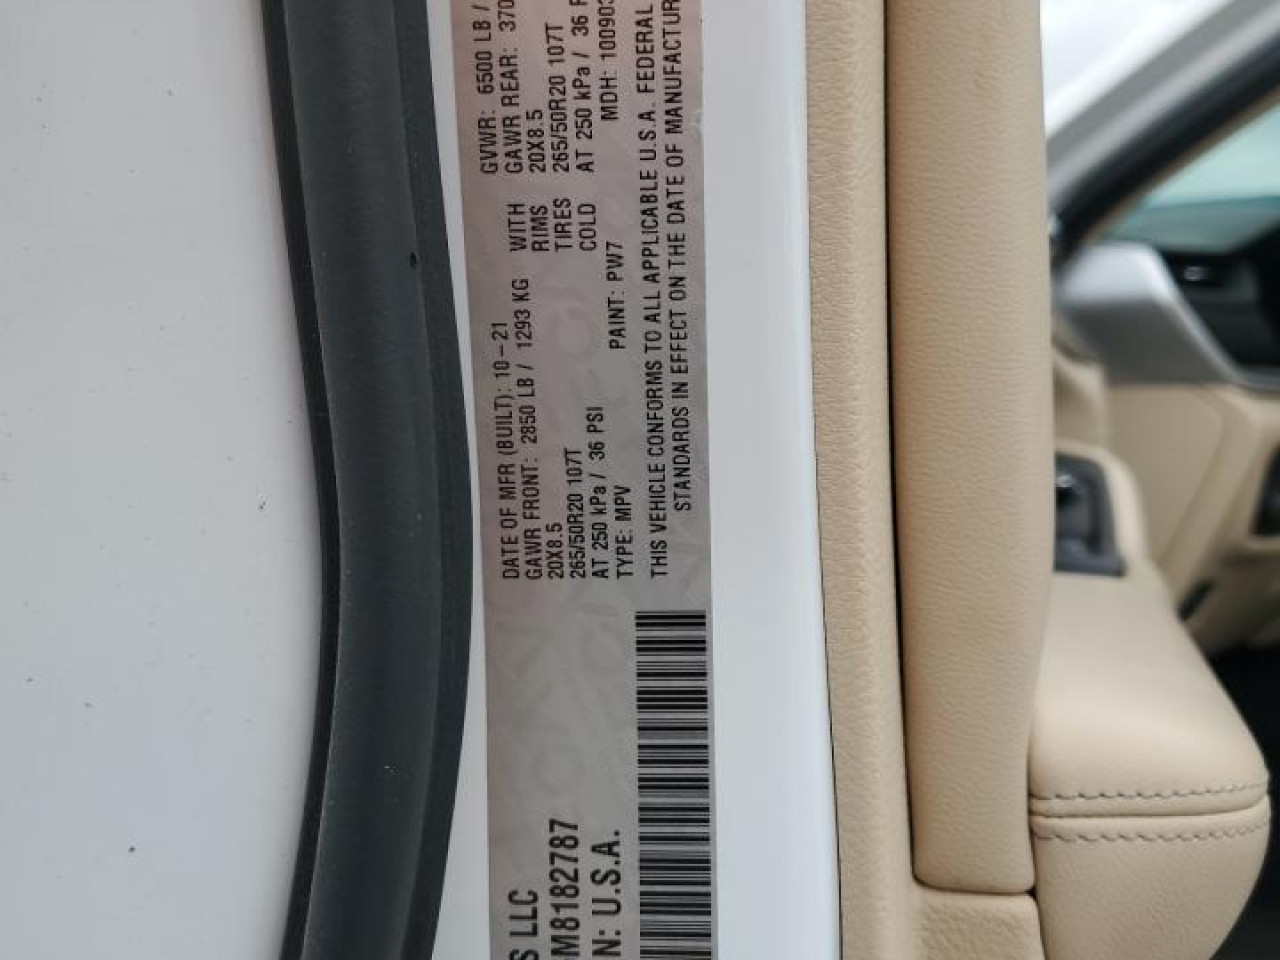 S LLC
M8182787
N: U.S.A.
DATE OF MFR (BUILT): 10-21
GAWR FRONT: 2850 LB / 1293 KG
20X8.5
265/50R20 107T
AT 250 kPa / 36 PSI
TYPE: MPV
PAINT: PW7
WITH
RIMS
TIRES
COLD
GVWR: 6500 LB /
GAWR REAR: 370
20X8.5
265/50R20 107T
AT 250 kPa / 36 P
MDH: 10090
THIS VEHICLE CONFORMS TO ALL APPLICABLE U.S.A. FEDERAL
STANDARDS IN EFFECT ON THE DATE OF MANUFACTUR